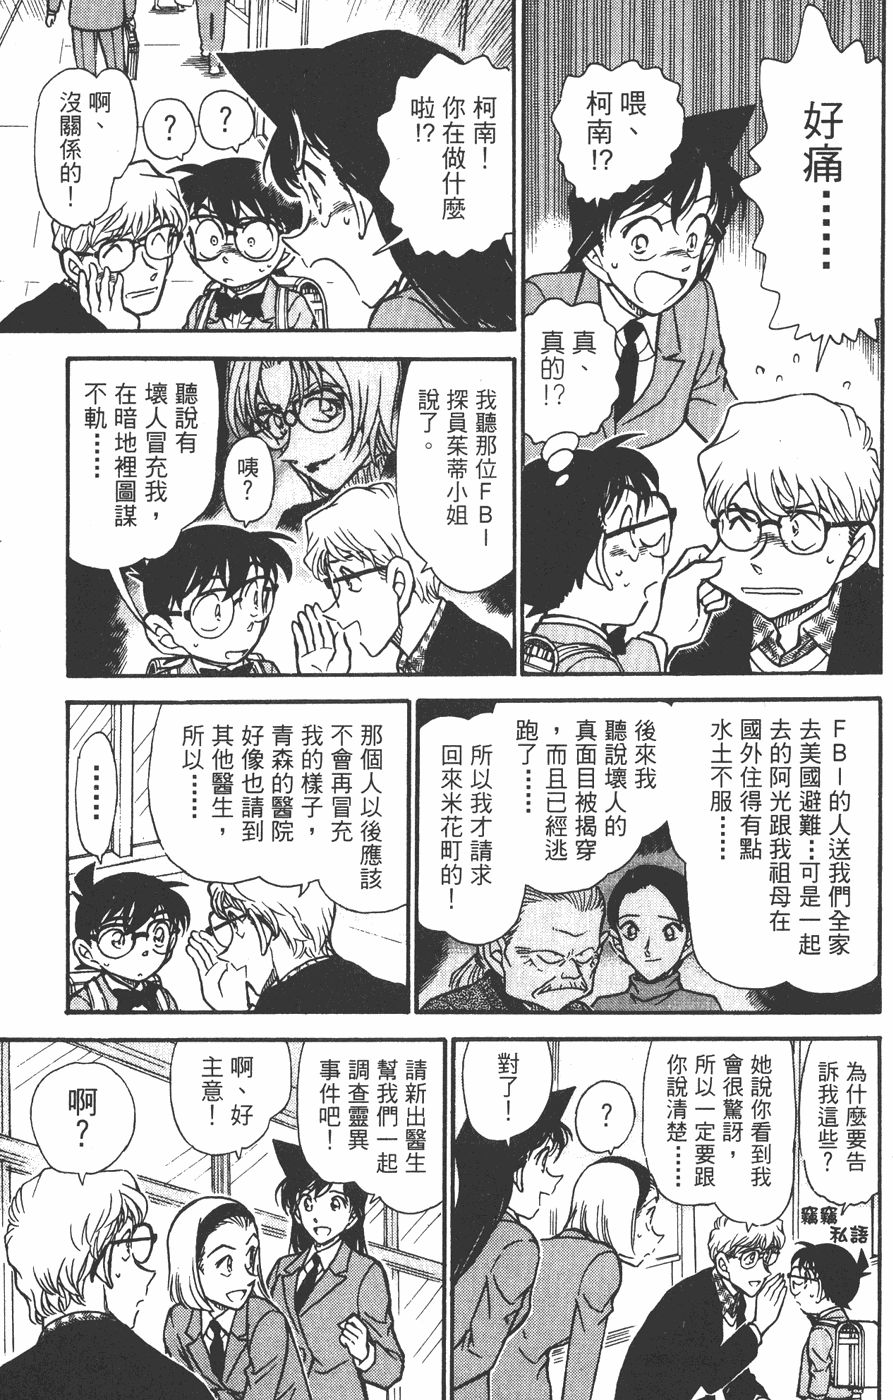 好痛……
喂、
柯南!?
真、
真的!?
柯南！
你在做什麼
啦!?
？
？
啊、
沒關係的！
我聽那位FBI
探員茱蒂小姐
說了。
咦？
聽說有
壞人冒充我，
在暗地裡圖謀
不軌……
FBI的人送我們全家
去美國避難…可是一起
去的阿光跟我祖母在
國外住得有點
水土不服……
後來我
聽說壞人的
真面目被揭穿
，而且已經逃
跑了……
所以我才請求
回來米花町的！
那個人以後應該
不會再冒充
我的樣子，
青森的醫院
好像也請到
其他醫生，
所以……
……
為什麼要告
訴我這些？
竊竊
私語
她說你看到我
會很驚訝，
所以一定要跟
你說清楚……
？
對了！
請新出醫生
幫我們一起
調查靈異
事件吧！
啊、好
主意！
啊？